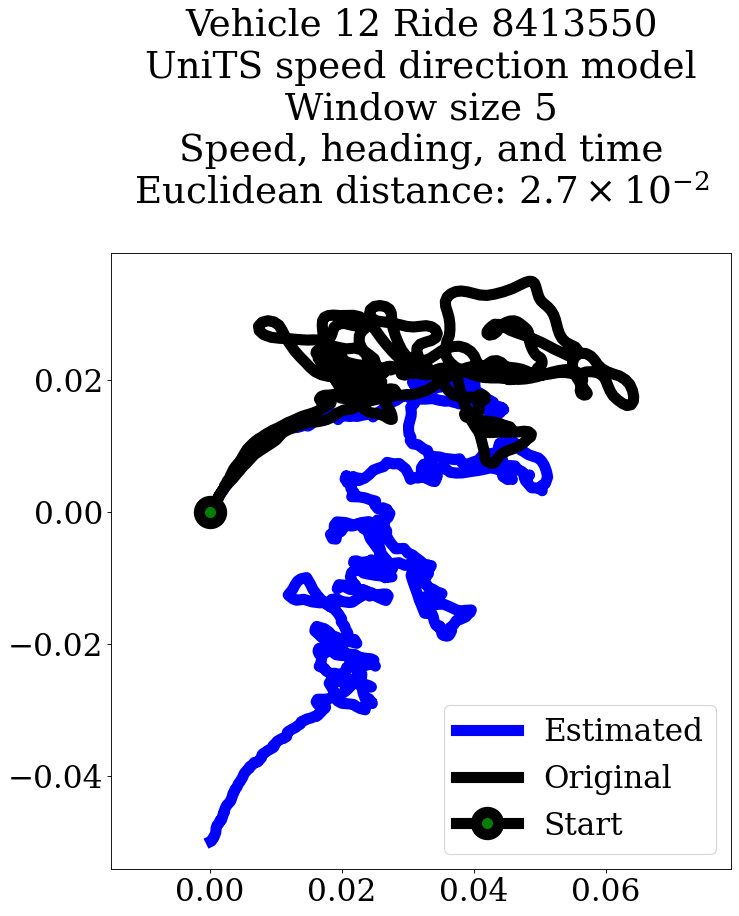 Vehicle 12 Ride 8413550
UniTS speed direction model
Window size 5
Speed, heading, and time
Euclidean distance: 2.7 × 10⁻²
0.02
0.00
−0.02
−0.04
0.00 0.02 0.04 0.06
Estimated
Original
Start